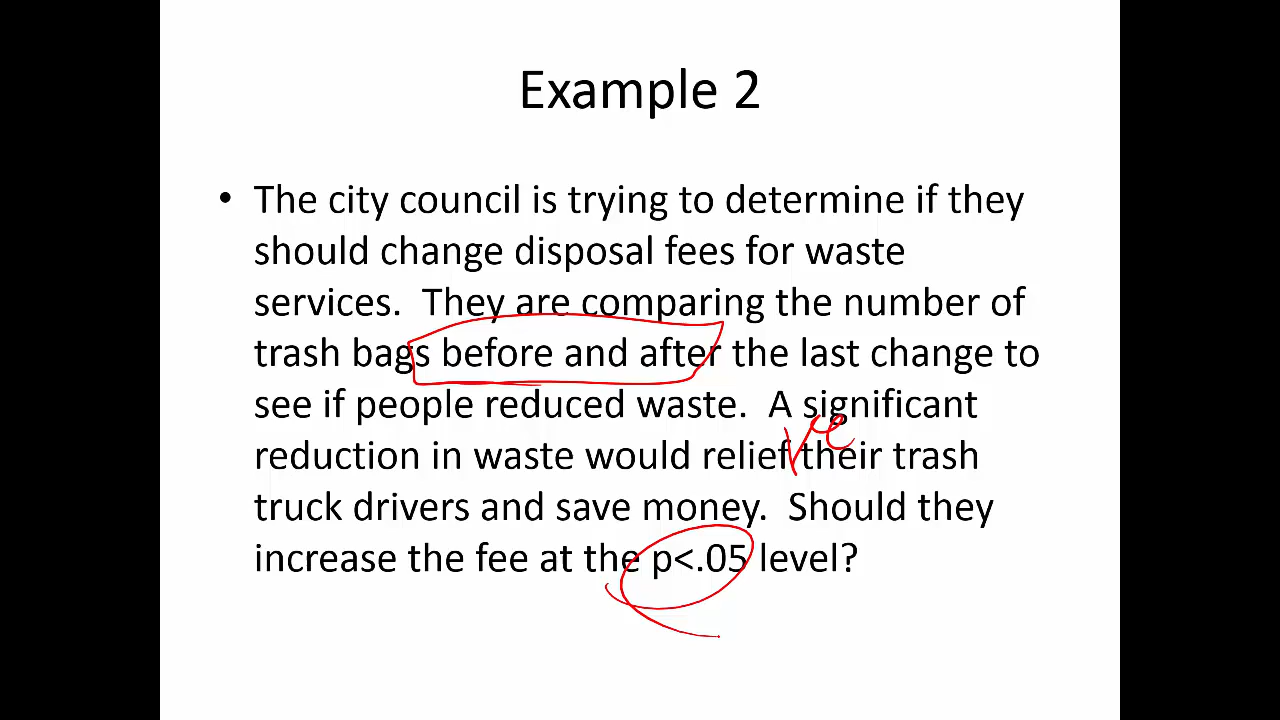 Example 2
• The city council is trying to determine if they
should change disposal fees for waste
services.  They are comparing the number of
trash bags before and after the last change to
see if people reduced waste.  A significant
ve
reduction in waste would relief their trash
truck drivers and save money.  Should they
increase the fee at the p<.05 level?